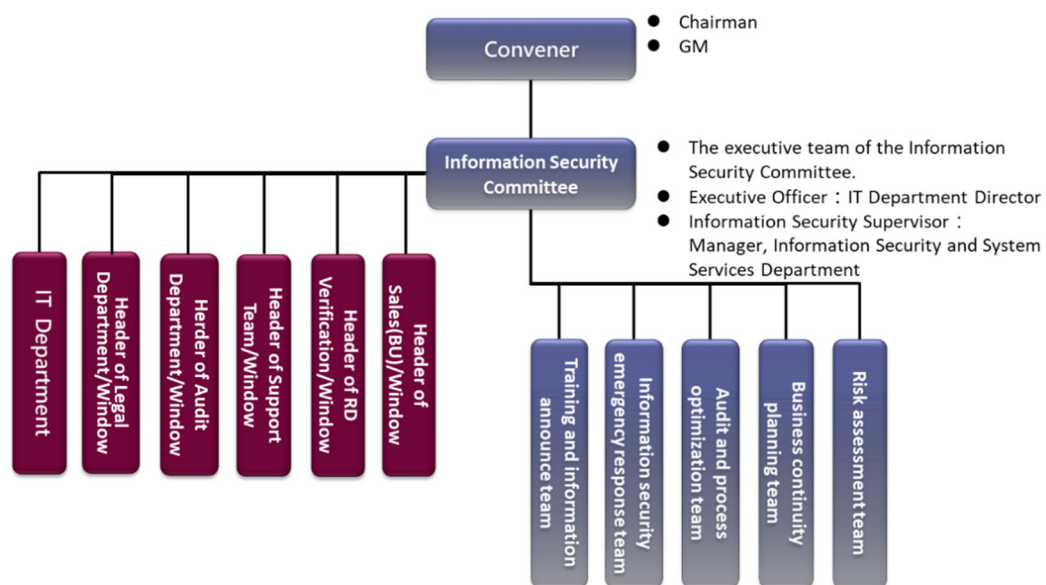 Convener
● Chairman
● GM
Information Security
Committee
● The executive team of the Information
Security Committee.
● Executive Officer：IT Department Director
● Information Security Supervisor：
Manager, Information Security and System
Services Department
IT Department
Header of Legal
Department/Window
Herder of Audit
Department/Window
Header of Support
Team/Window
Header of RD
Verification/Window
Header of
Sales(BU)/Window
Training and information
announce team
Information security
emergency response team
Audit and process
optimization team
Business continuity
planning team
Risk assessment team